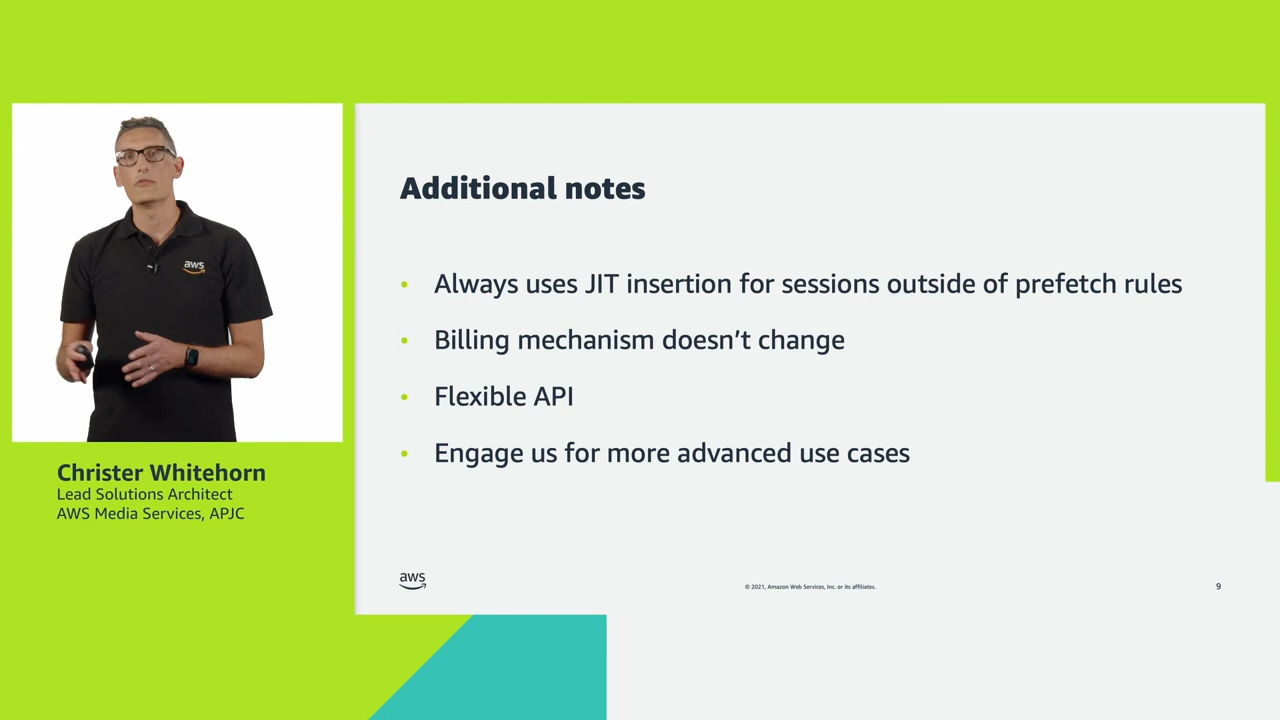 aws
Christer Whitehorn
Lead Solutions Architect
AWS Media Services, APJC
Additional notes
• Always uses JIT insertion for sessions outside of prefetch rules
• Billing mechanism doesn’t change
• Flexible API
• Engage us for more advanced use cases
aws
© 2021, Amazon Web Services, Inc. or its affiliates.
9